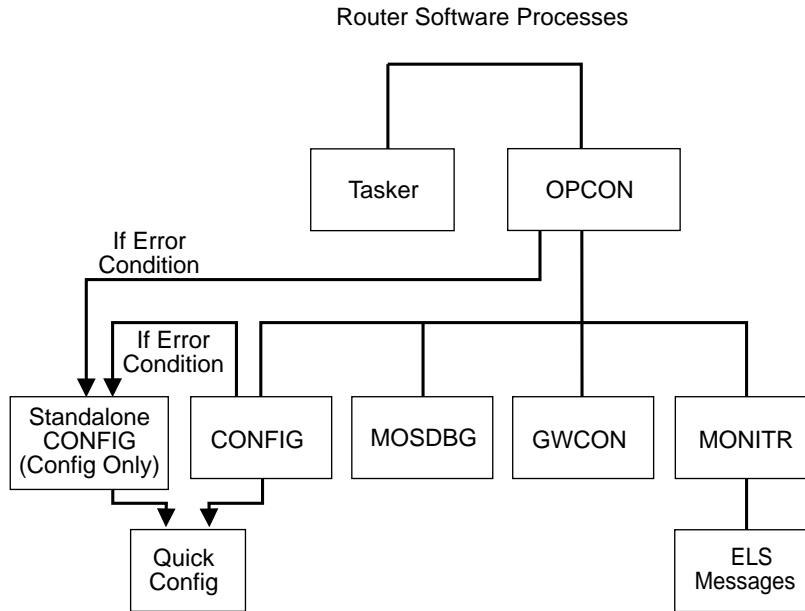 Router Software Processes
Tasker
OPCON
If Error
Condition
If Error
Condition
Standalone
CONFIG
(Config Only)
CONFIG
MOSDBG
GWCON
MONITR
Quick
Config
ELS
Messages